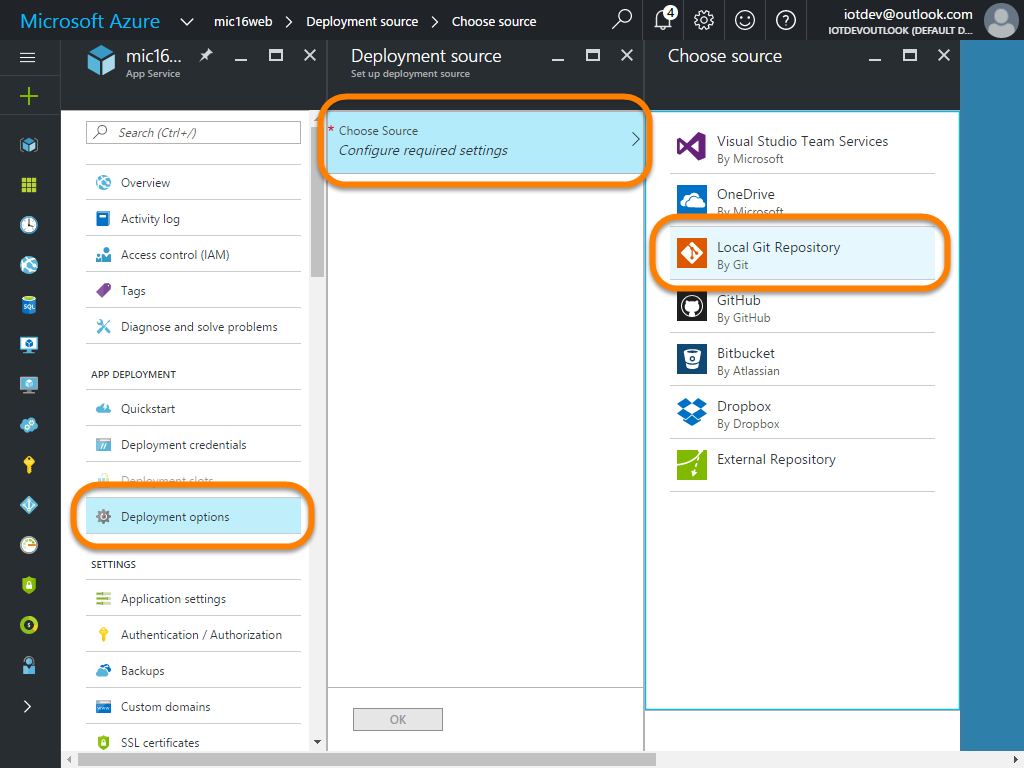 Microsoft Azure
mic16web
Deployment source
Choose source
4
iotdev@outlook.com
IOTDEVOUTLOOK (DEFAULT D...
mic16...
App Service
Search (Ctrl+/)
Overview
Activity log
Access control (IAM)
Tags
Diagnose and solve problems
APP DEPLOYMENT
Quickstart
Deployment credentials
Deployment slots
Deployment options
SETTINGS
Application settings
Authentication / Authorization
Backups
Custom domains
SSL certificates
Deployment source
Set up deployment source
* Choose Source
Configure required settings
OK
Choose source
Visual Studio Team Services
By Microsoft
OneDrive
By Microsoft
Local Git Repository
By Git
GitHub
By GitHub
Bitbucket
By Atlassian
Dropbox
By Dropbox
External Repository
SQL